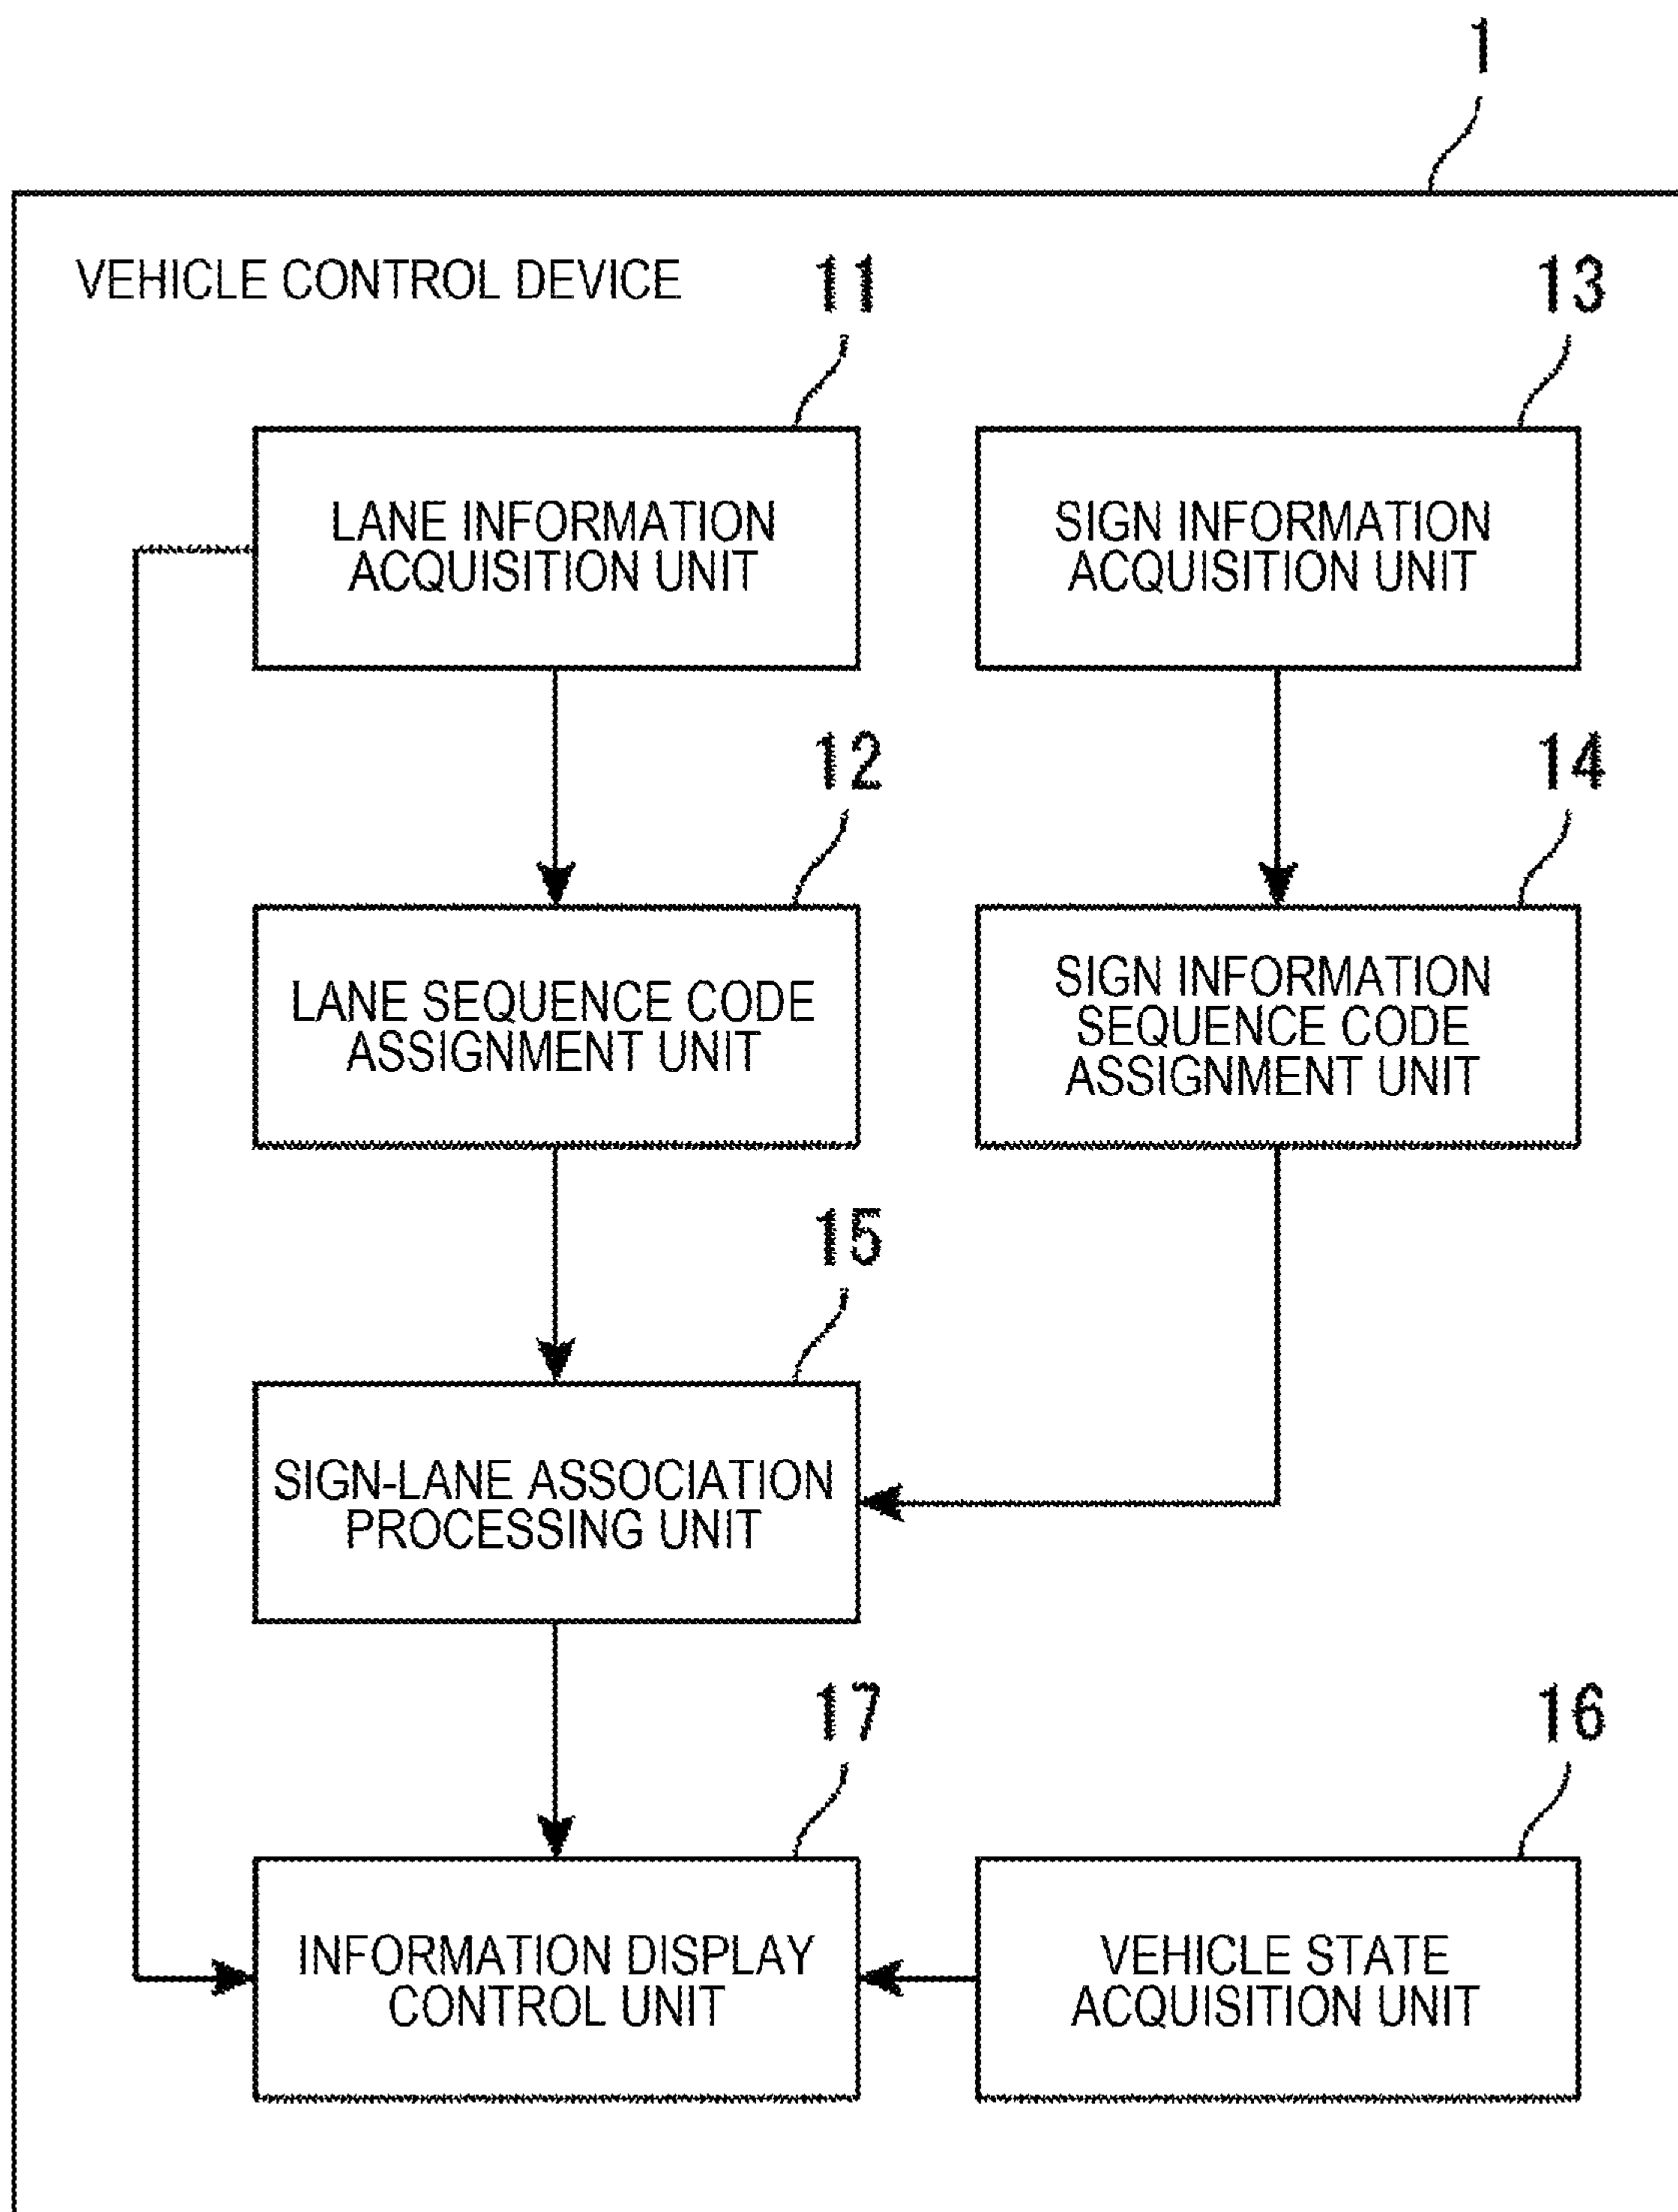 1
VEHICLE CONTROL DEVICE
11
13
LANE INFORMATION
ACQUISITION UNIT
SIGN INFORMATION
ACQUISITION UNIT
12
14
LANE SEQUENCE CODE
ASSIGNMENT UNIT
SIGN INFORMATION
SEQUENCE CODE
ASSIGNMENT UNIT
15
SIGN-LANE ASSOCIATION
PROCESSING UNIT
17
16
INFORMATION DISPLAY
CONTROL UNIT
VEHICLE STATE
ACQUISITION UNIT